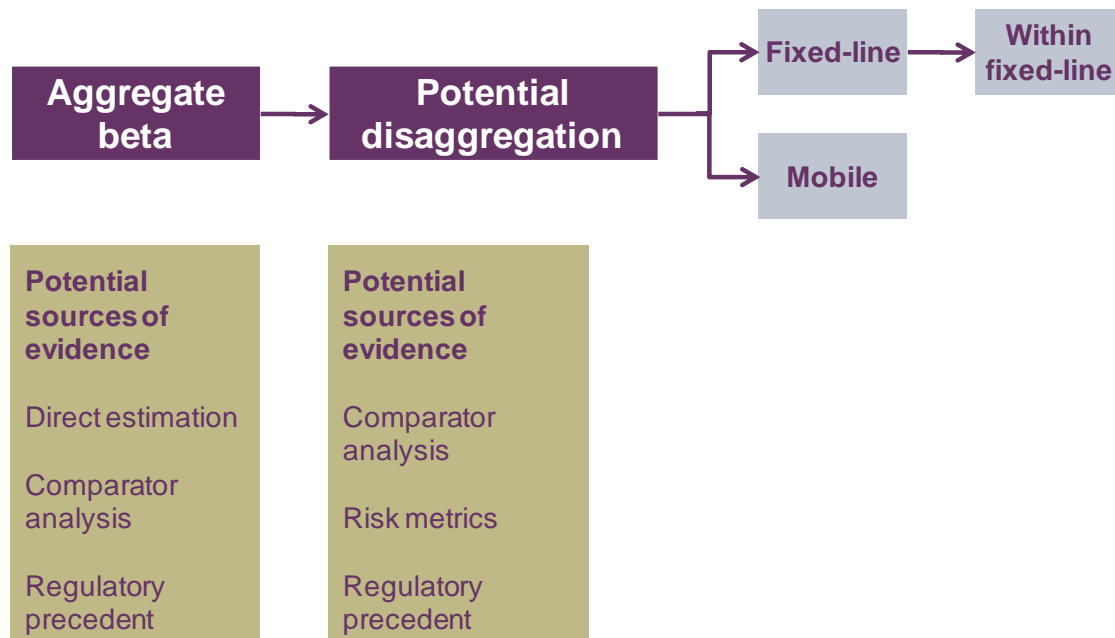 Aggregate
beta
Potential
disaggregation
Fixed-line
Within
fixed-line
Mobile
Potential
sources of
evidence
Direct estimation
Comparator
analysis
Regulatory
precedent
Potential
sources of
evidence
Comparator
analysis
Risk metrics
Regulatory
precedent